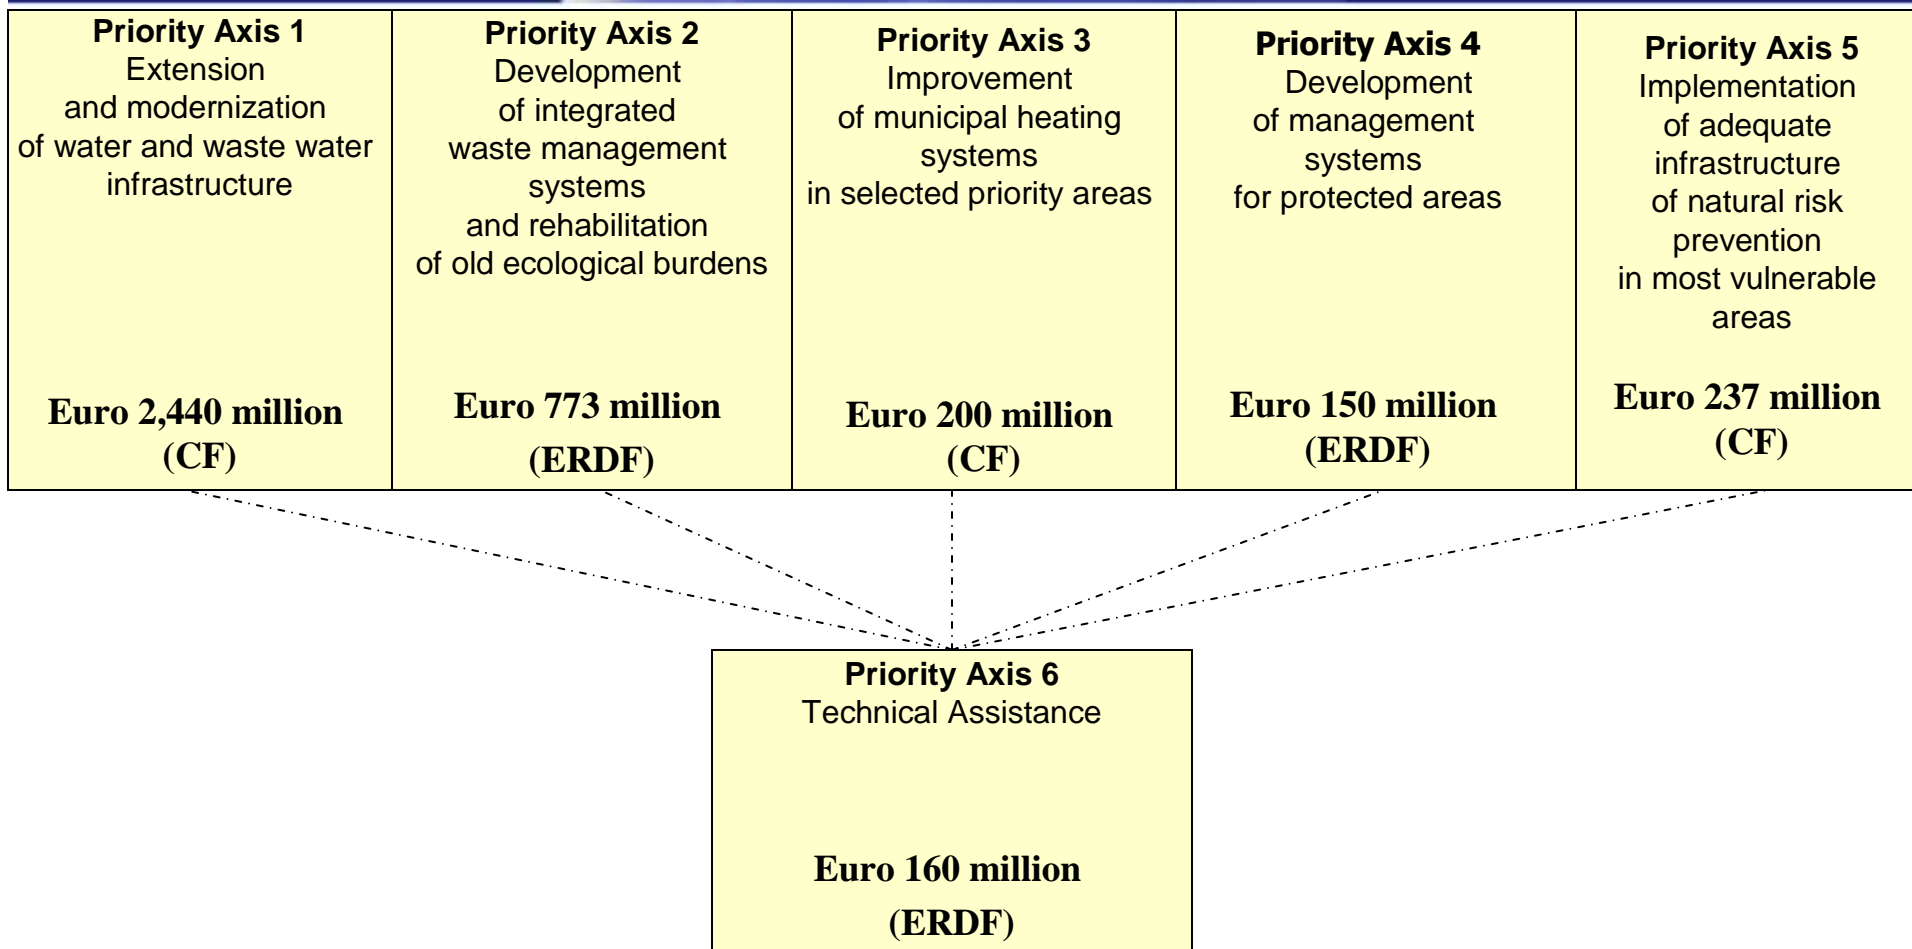 Priority Axis 1
Extension
and modernization
of water and waste water
infrastructure
Euro 2,440 million
(CF)
Priority Axis 2
Development
of integrated
waste management
systems
and rehabilitation
of old ecological burdens
Euro 773 million
(ERDF)
Priority Axis 3
Improvement
of municipal heating
systems
in selected priority areas
Euro 200 million
(CF)
Priority Axis 4
Development
of management
systems
for protected areas
Euro 150 million
(ERDF)
Priority Axis 5
Implementation
of adequate
infrastructure
of natural risk
prevention
in most vulnerable
areas
Euro 237 million
(CF)
Priority Axis 6
Technical Assistance
Euro 160 million
(ERDF)